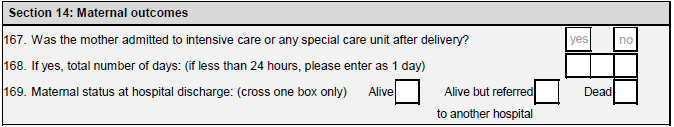 Section 14: Maternal outcomes
167. Was the mother admitted to intensive care or any special care unit after delivery? yes no
168. If yes, total number of days: (if less than 24 hours, please enter as 1 day)
169. Maternal status at hospital discharge: (cross one box only) Alive Alive but referred Dead
to another hospital